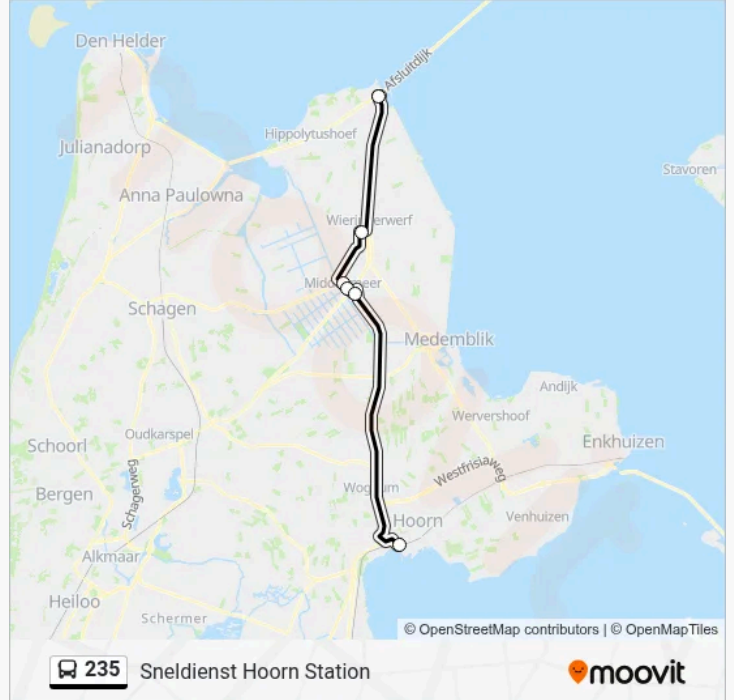 Den Helder
Afsluitdijk
Hippolytushoef
Julianadorp
Stavoren
Anna Paulowna
Schagen
Medemblik
Andijk
Wervershoof
Oudkarspel
Enkhuizen
Schoorl
Westfrisiaweg
Schagerweg
Bergen
Hoorn
Venhuizen
Alkmaar
Heiloo
Schermer
© OpenStreetMap contributors | © OpenMapTiles
235 Sneldienst Hoorn Station
moovit